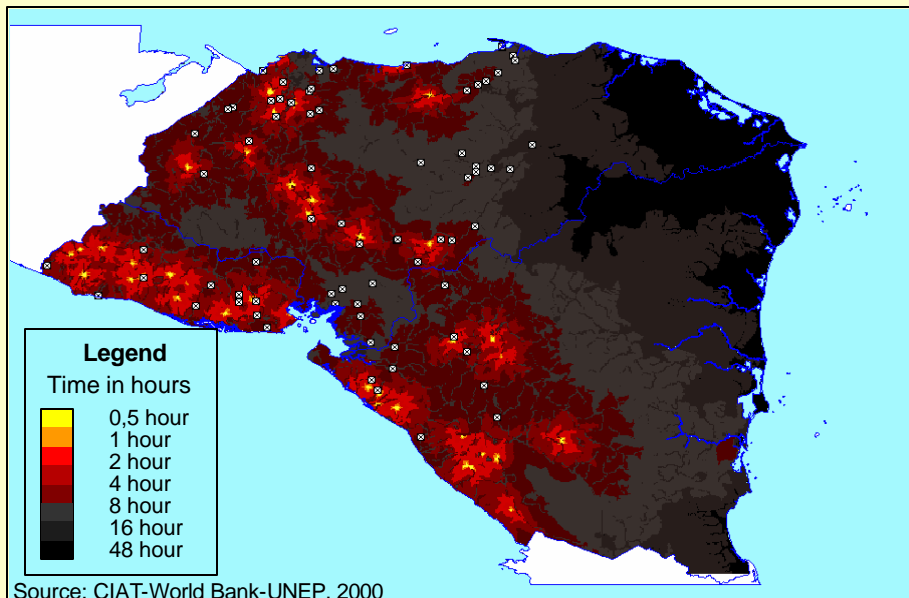 Legend
Time in hours
0,5 hour
1 hour
2 hour
4 hour
8 hour
16 hour
48 hour
Source: CIAT-World Bank-UNEP, 2000